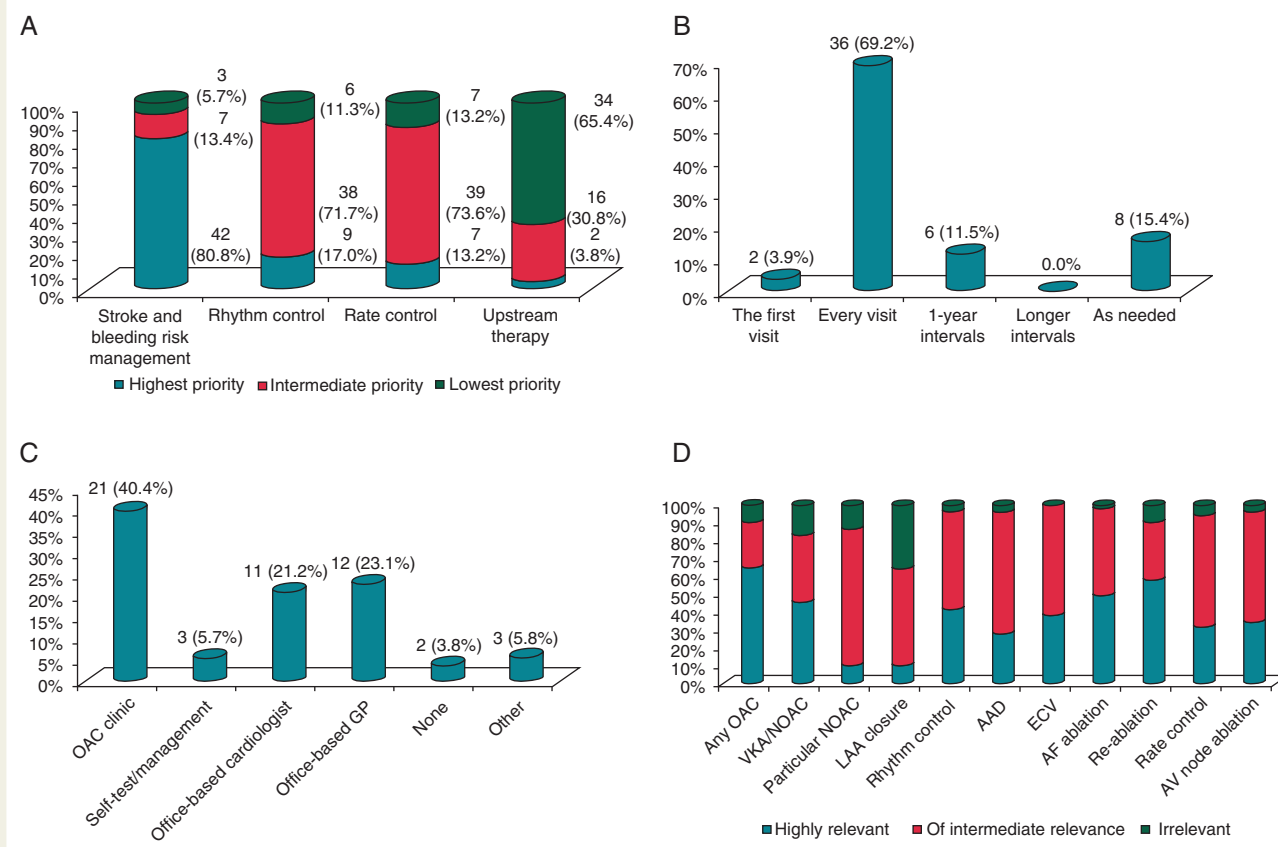 A
3
(5.7%)
7
(13.4%)
42
(80.8%)
6
(11.3%)
38
(71.7%)
9
(17.0%)
7
(13.2%)
39
(73.6%)
7
(13.2%)
34
(65.4%)
16
(30.8%)
2
(3.8%)
100%
90%
80%
70%
60%
50%
40%
30%
20%
10%
0%
Stroke and
bleeding risk
management
Rhythm control
Rate control
Upstream
therapy
Highest priority Intermediate priority Lowest priority
B
36 (69.2%)
2 (3.9%)
6 (11.5%)
0.0%
8 (15.4%)
70%
60%
50%
40%
30%
20%
10%
0%
The first
visit
Every visit
1-year
intervals
Longer
intervals
As needed
C
21 (40.4%)
3 (5.7%)
11 (21.2%)
12 (23.1%)
2 (3.8%)
3 (5.8%)
45%
40%
35%
30%
25%
20%
15%
10%
5%
0%
OAC clinic
Self-test/management
Office-based cardiologist
Office-based GP
None
Other
D
100%
90%
80%
70%
60%
50%
40%
30%
20%
10%
0%
Any OAC
VKA/NOAC
Particular NOAC
LAA closure
Rhythm control
AAD
ECV
AF ablation
Re-ablation
Rate control
AV node ablation
Highly relevant Of intermediate relevance Irrelevant